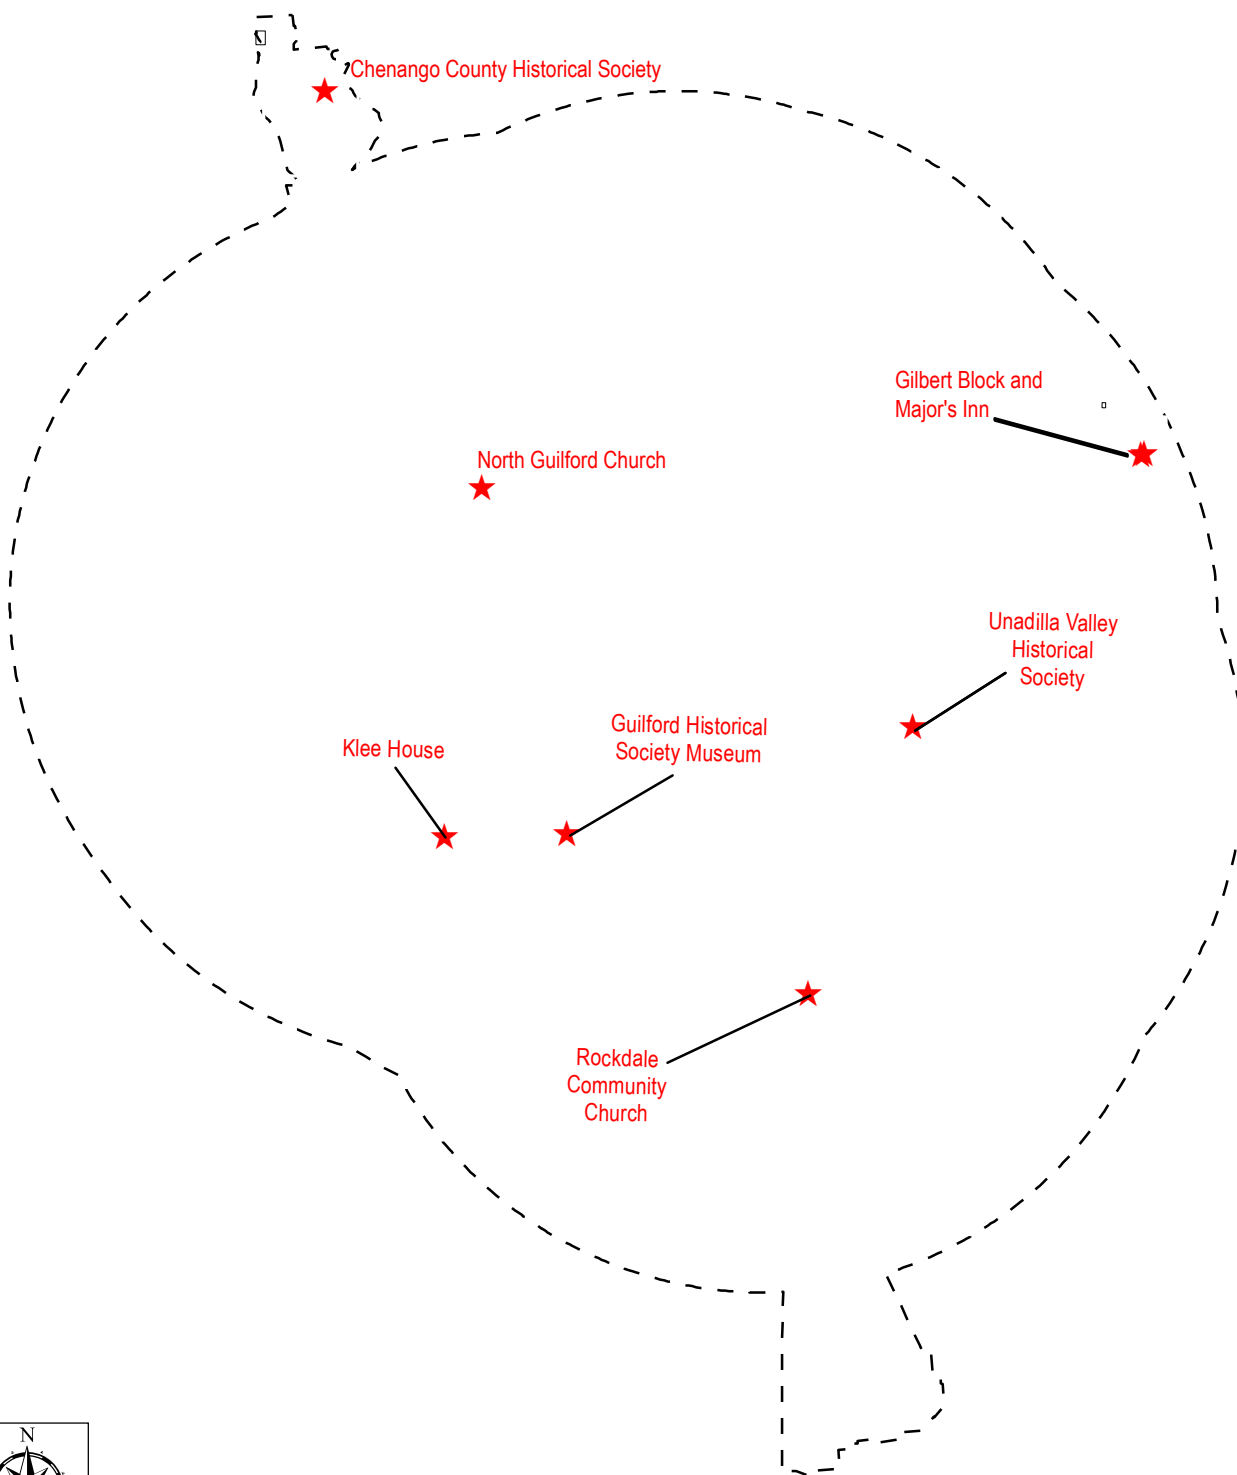 Chenango County Historical Society
Gilbert Block and
Major's Inn
North Guilford Church
Unadilla Valley
Historical
Society
Guilford Historical
Society Museum
Klee House
Rockdale
Community
Church
N